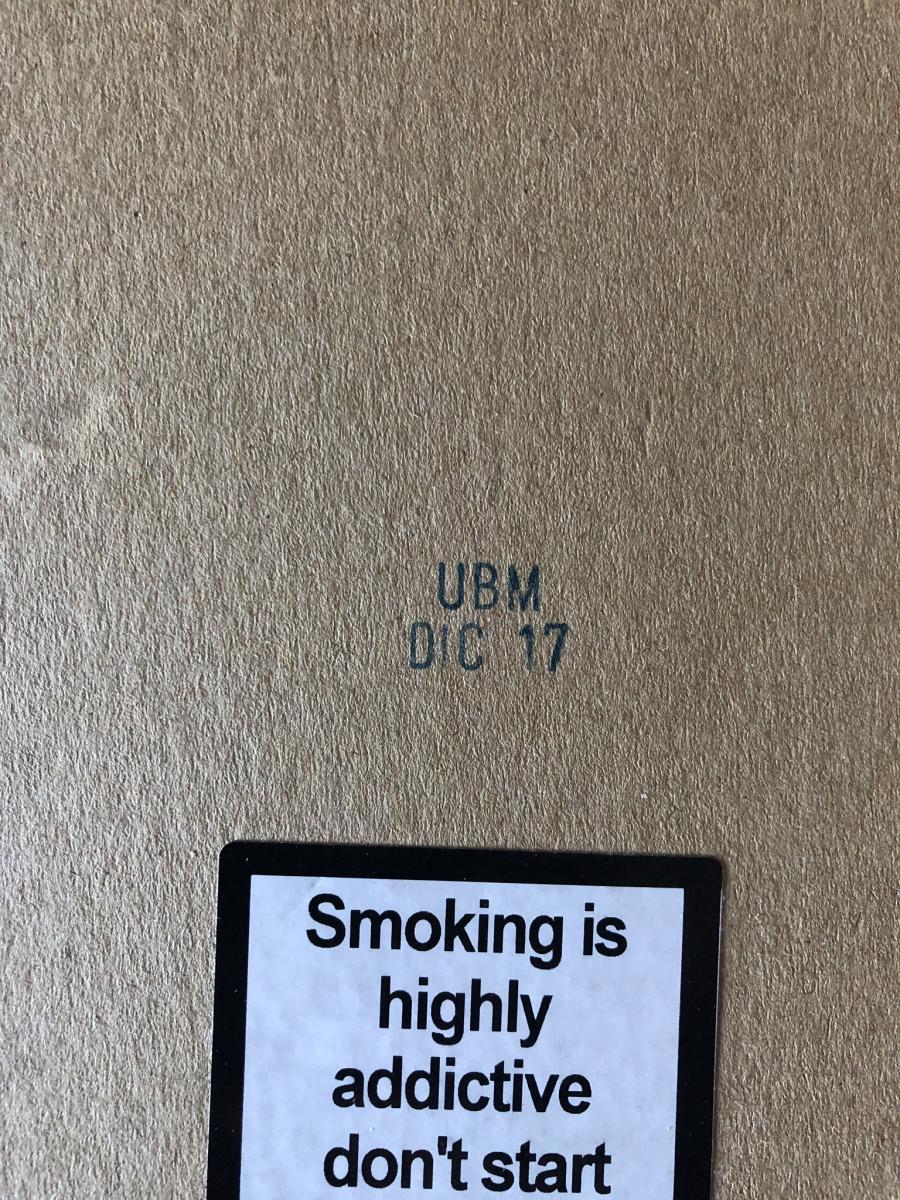 UBM
DIC 17
Smoking is
highly
addictive
don't start